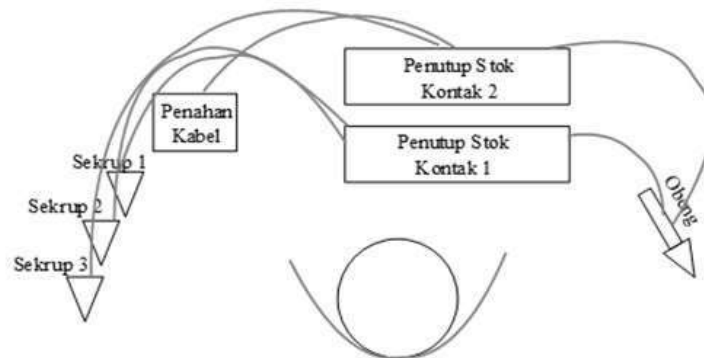 Penutup Stok
Kontak 2
Penahan
Kabel
Penutup Stok
Kontak 1
Sekrup 1
Obeng
Sekrup 2
Sekrup 3